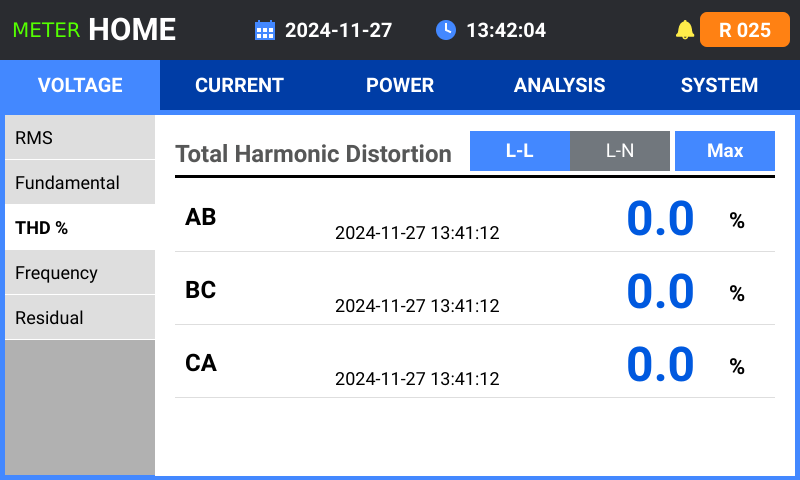 METER HOME 2024-11-27 13:42:04 R 025
VOLTAGE CURRENT POWER ANALYSIS SYSTEM
RMS
Fundamental
THD %
Frequency
Residual
Total Harmonic Distortion L-L L-N Max
AB 2024-11-27 13:41:12 0.0 %
BC 2024-11-27 13:41:12 0.0 %
CA 2024-11-27 13:41:12 0.0 %